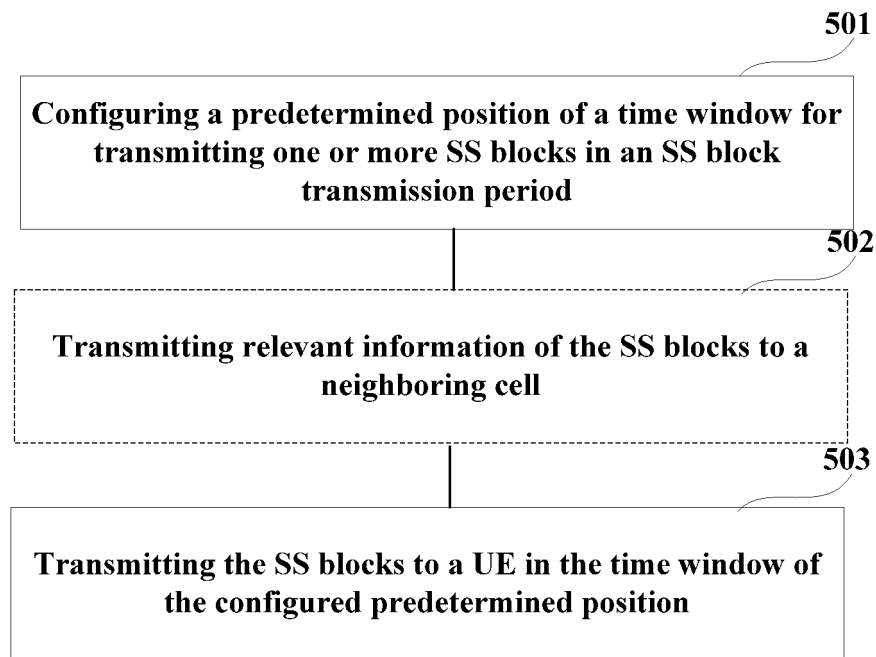 501
Configuring a predetermined position of a time window for
transmitting one or more SS blocks in an SS block
transmission period
502
Transmitting relevant information of the SS blocks to a
neighboring cell
503
Transmitting the SS blocks to a UE in the time window of
the configured predetermined position